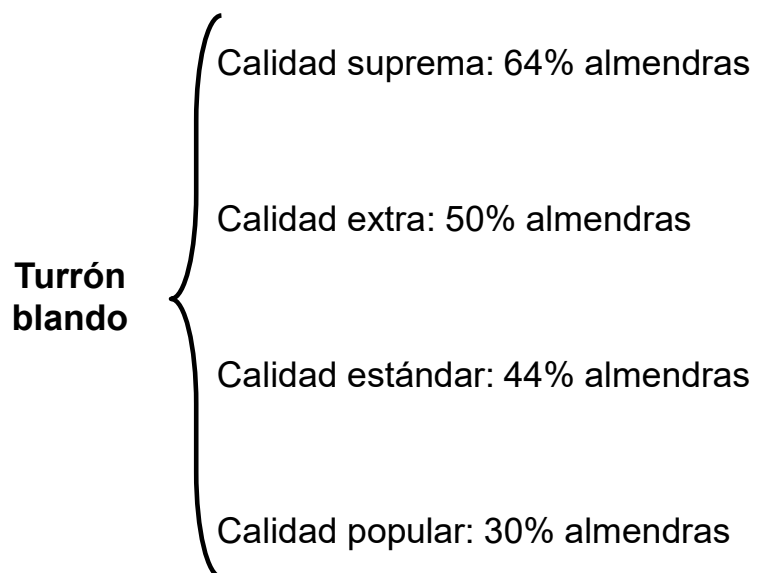 Turrón
blando
Calidad suprema: 64% almendras
Calidad extra: 50% almendras
Calidad estándar: 44% almendras
Calidad popular: 30% almendras